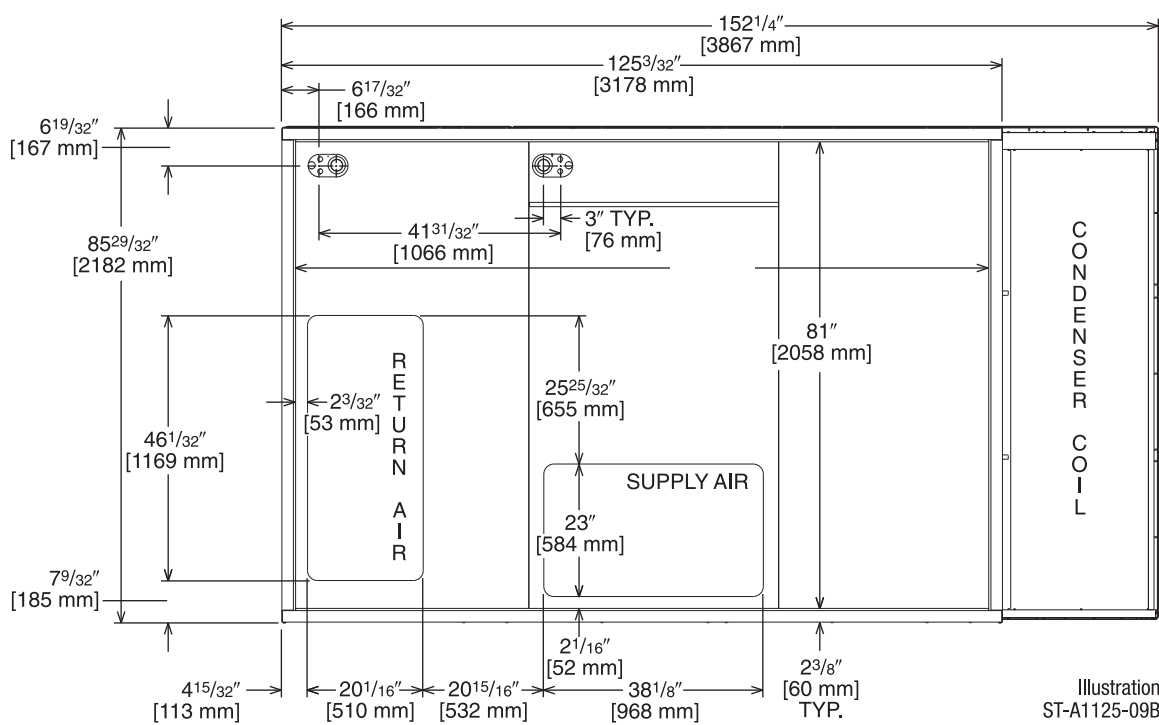 152 1/4"
[3867 mm]
125 3/32"
[3178 mm]
6 17/32"
[166 mm]
6 19/32"
[167 mm]
85 29/32"
[2182 mm]
41 31/32"
[1066 mm]
3" TYP.
[76 mm]
81"
[2058 mm]
CONDENSER COIL
RETURN AIR
2 3/32"
[53 mm]
25 25/32"
[655 mm]
46 1/32"
[1169 mm]
SUPPLY AIR
23"
[584 mm]
7 9/32"
[185 mm]
2 1/16"
[52 mm]
4 15/32"
[113 mm]
20 1/16"
[510 mm]
20 15/16"
[532 mm]
38 1/8"
[968 mm]
2 3/8"
[60 mm]
TYP.
Illustration
ST-A1125-09B